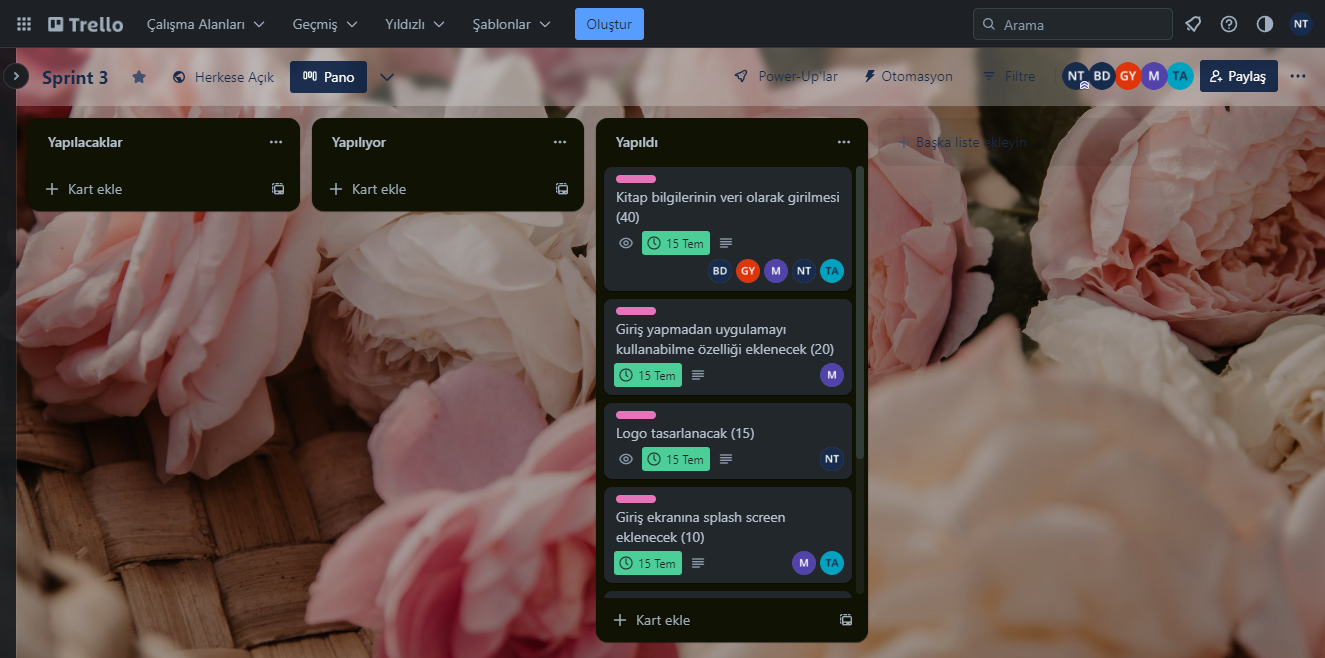 Trello Çalışma Alanları Geçmiş Yıldızlı Şablonlar Oluştur Arama NT
Sprint 3 Herkese Açık Pano Power-Up'lar Otomasyon Filtre NT BD GY M TA Paylaş
Yapılacaklar
Kart ekle
Yapılıyor
Kart ekle
Yapıldı
Kitap bilgilerinin veri olarak girilmesi
(40)
15 Tem
BD GY M NT TA
Giriş yapmadan uygulamayı
kullanabilme özelliği eklenecek (20)
15 Tem M
Logo tasarlanacak (15)
15 Tem NT
Giriş ekranına splash screen
eklenecek (10)
15 Tem M TA
Kart ekle
Başka liste ekleyin